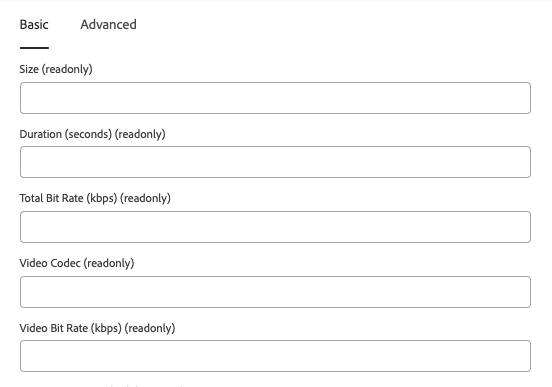 Basic Advanced
Size (readonly)
Duration (seconds) (readonly)
Total Bit Rate (kbps) (readonly)
Video Codec (readonly)
Video Bit Rate (kbps) (readonly)